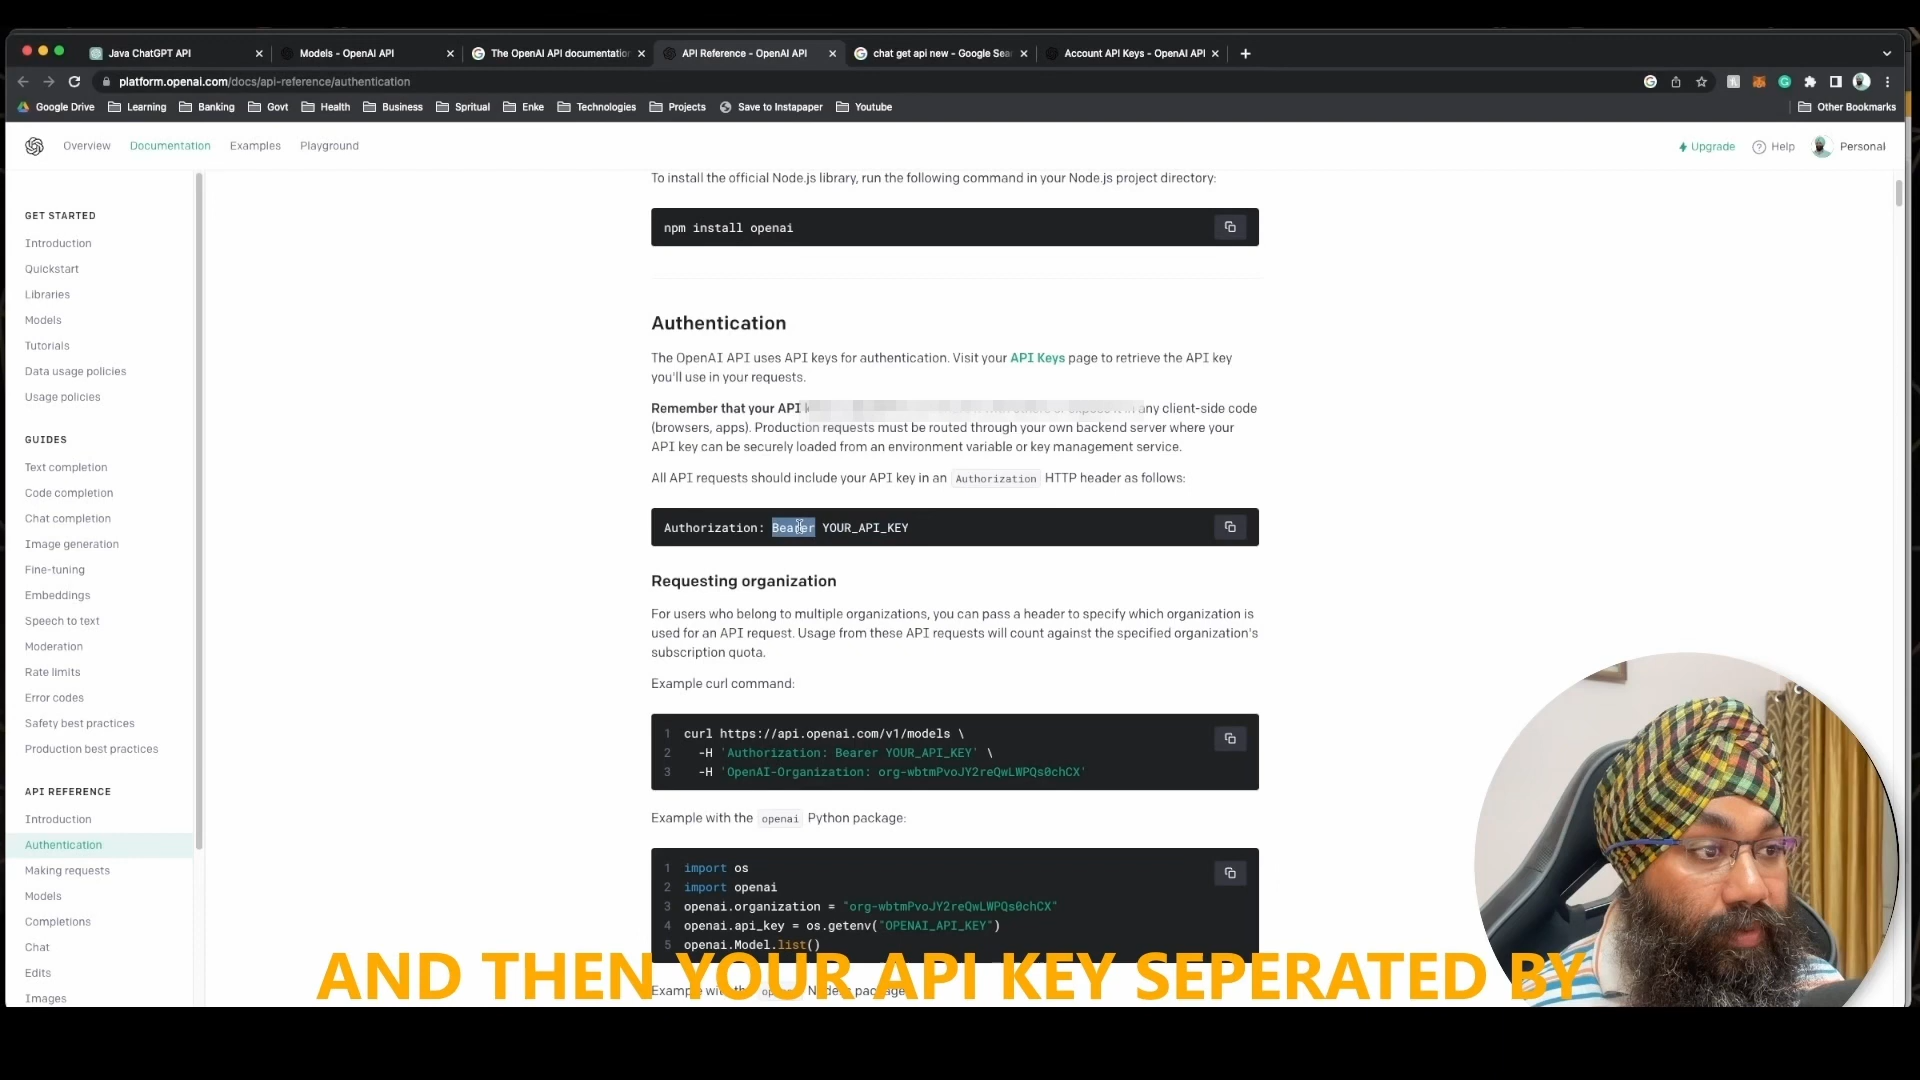 Java ChatGPT API
Models - OpenAI API
The OpenAI API documentation
API Reference - OpenAI API
chat get api new - Google Sea
Account API Keys - OpenAI API
platform.openai.com/docs/api-reference/authentication
Google Drive
Learning
Banking
Govt
Health
Business
Spritual
Enke
Technologies
Projects
Save to Instapaper
Youtube
Other Bookmarks
Overview
Documentation
Examples
Playground
Upgrade
Help
Personal
GET STARTED
Introduction
Quickstart
Libraries
Models
Tutorials
Data usage policies
Usage policies
GUIDES
Text completion
Code completion
Chat completion
Image generation
Fine-tuning
Embeddings
Speech to text
Moderation
Rate limits
Error codes
Safety best practices
Production best practices
API REFERENCE
Introduction
Authentication
Making requests
Models
Completions
Chat
Edits
Images
To install the official Node.js library, run the following command in your Node.js project directory:
npm install openai
Authentication
The OpenAI API uses API keys for authentication. Visit your API Keys page to retrieve the API key
you'll use in your requests.
Remember that your API any client-side code
(browsers, apps). Production requests must be routed through your own backend server where your
API key can be securely loaded from an environment variable or key management service.
All API requests should include your API key in an Authorization HTTP header as follows:
Authorization: Bearer YOUR_API_KEY
Requesting organization
For users who belong to multiple organizations, you can pass a header to specify which organization is
used for an API request. Usage from these API requests will count against the specified organization's
subscription quota.
Example curl command:
1 curl https://api.openai.com/v1/models \
2 -H 'Authorization: Bearer YOUR_API_KEY' \
3 -H 'OpenAI-Organization: org-wbtmPvoJY2reQwLWPQs0chCX'
Example with the openai Python package:
1 import os
2 import openai
3 openai.organization = "org-wbtmPvoJY2reQwLWPQs0chCX"
4 openai.api_key = os.getenv("OPENAI_API_KEY")
5 openai.Model.list()
Example with package
AND THEN YOUR API KEY SEPERATED BY